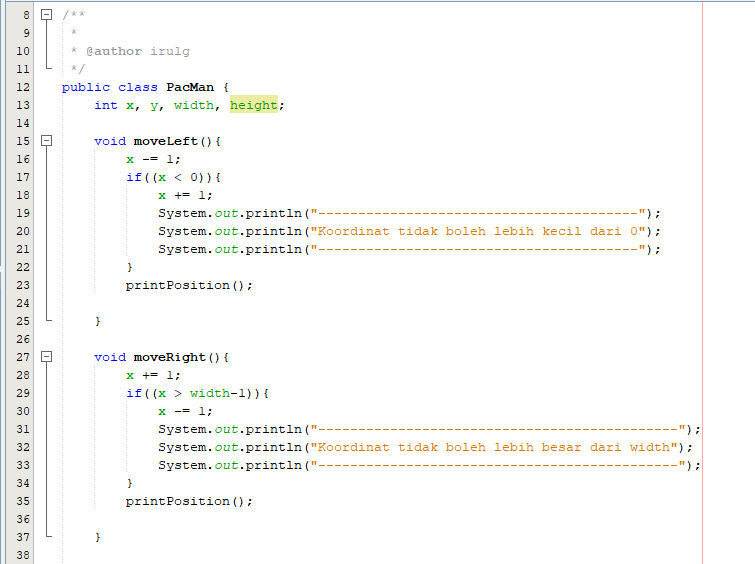 8 /**
9  *
10  * @author irulg
11  */
12 public class PacMan {
13     int x, y, width, height;
14
15     void moveLeft(){
16         x -= 1;
17         if((x < 0)){
18             x += 1;
19             System.out.println("----------------------------------------");
20             System.out.println("Koordinat tidak boleh lebih kecil dari 0");
21             System.out.println("----------------------------------------");
22         }
23         printPosition();
24
25     }
26
27     void moveRight(){
28         x += 1;
29         if((x > width-1)){
30             x -= 1;
31             System.out.println("---------------------------------------------");
32             System.out.println("Koordinat tidak boleh lebih besar dari width");
33             System.out.println("---------------------------------------------");
34         }
35         printPosition();
36
37     }
38